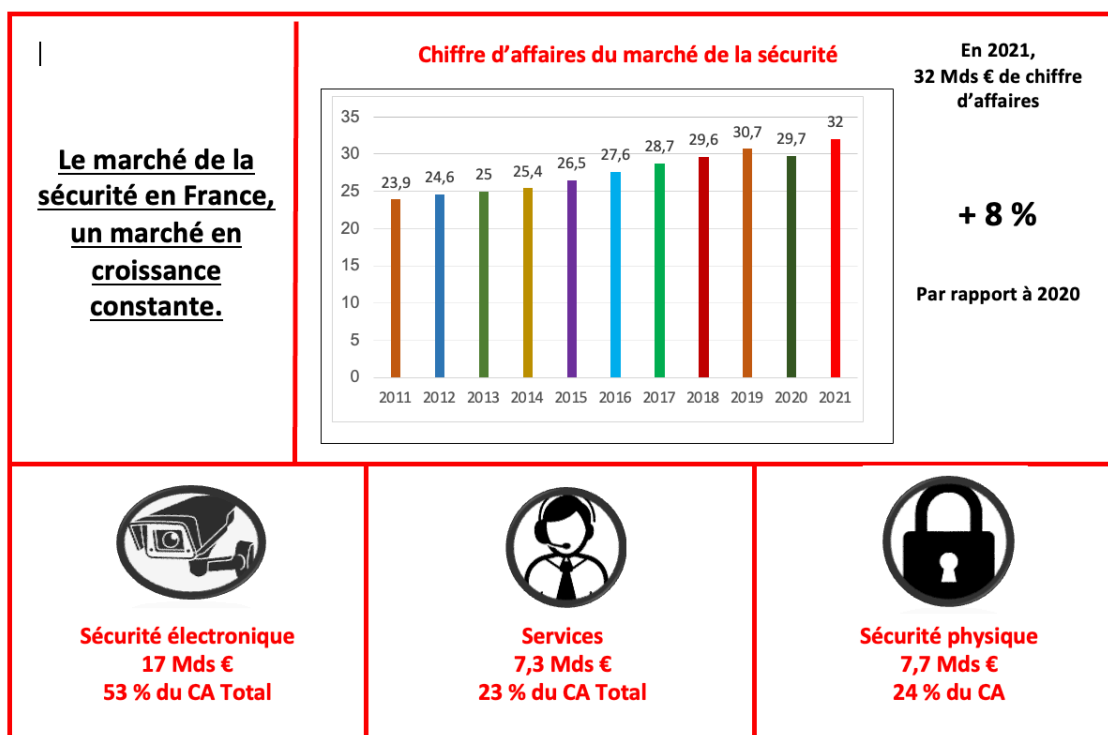 Le marché de la
sécurité en France,
un marché en
croissance
constante.
Chiffre d'affaires du marché de la sécurité
35
30
25
20
15
10
5
0
23,9
24,6
25
25,4
26,5
27,6
28,7
29,6
30,7
29,7
32
2011 2012 2013 2014 2015 2016 2017 2018 2019 2020 2021
En 2021,
32 Mds € de chiffre
d'affaires
+ 8 %
Par rapport à 2020
Sécurité électronique
17 Mds €
53 % du CA Total
Services
7,3 Mds €
23 % du CA Total
Sécurité physique
7,7 Mds €
24 % du CA